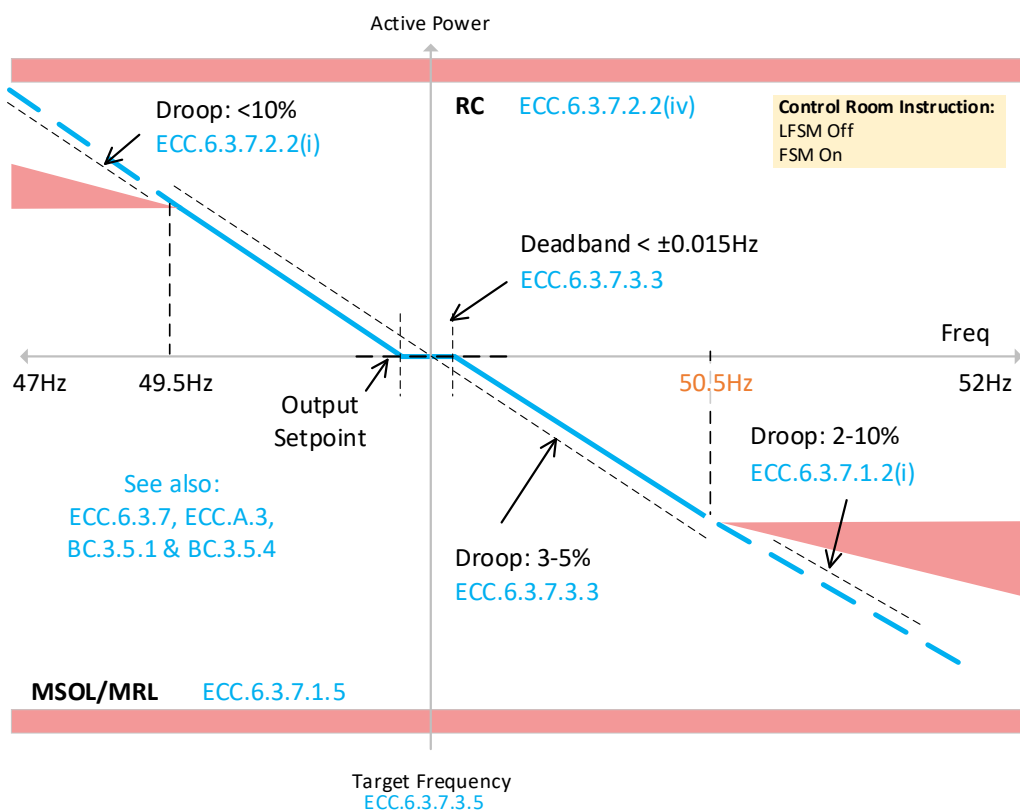 Active Power
Droop: <10%
ECC.6.3.7.2.2(i)
RC ECC.6.3.7.2.2(iv)
Control Room Instruction:
LFSM Off
FSM On
Deadband < ±0.015Hz
ECC.6.3.7.3.3
Freq
47Hz
49.5Hz
50.5Hz
52Hz
Output
Setpoint
Droop: 2-10%
ECC.6.3.7.1.2(i)
See also:
ECC.6.3.7, ECC.A.3,
BC.3.5.1 & BC.3.5.4
Droop: 3-5%
ECC.6.3.7.3.3
MSOL/MRL ECC.6.3.7.1.5
Target Frequency
ECC.6.3.7.3.5